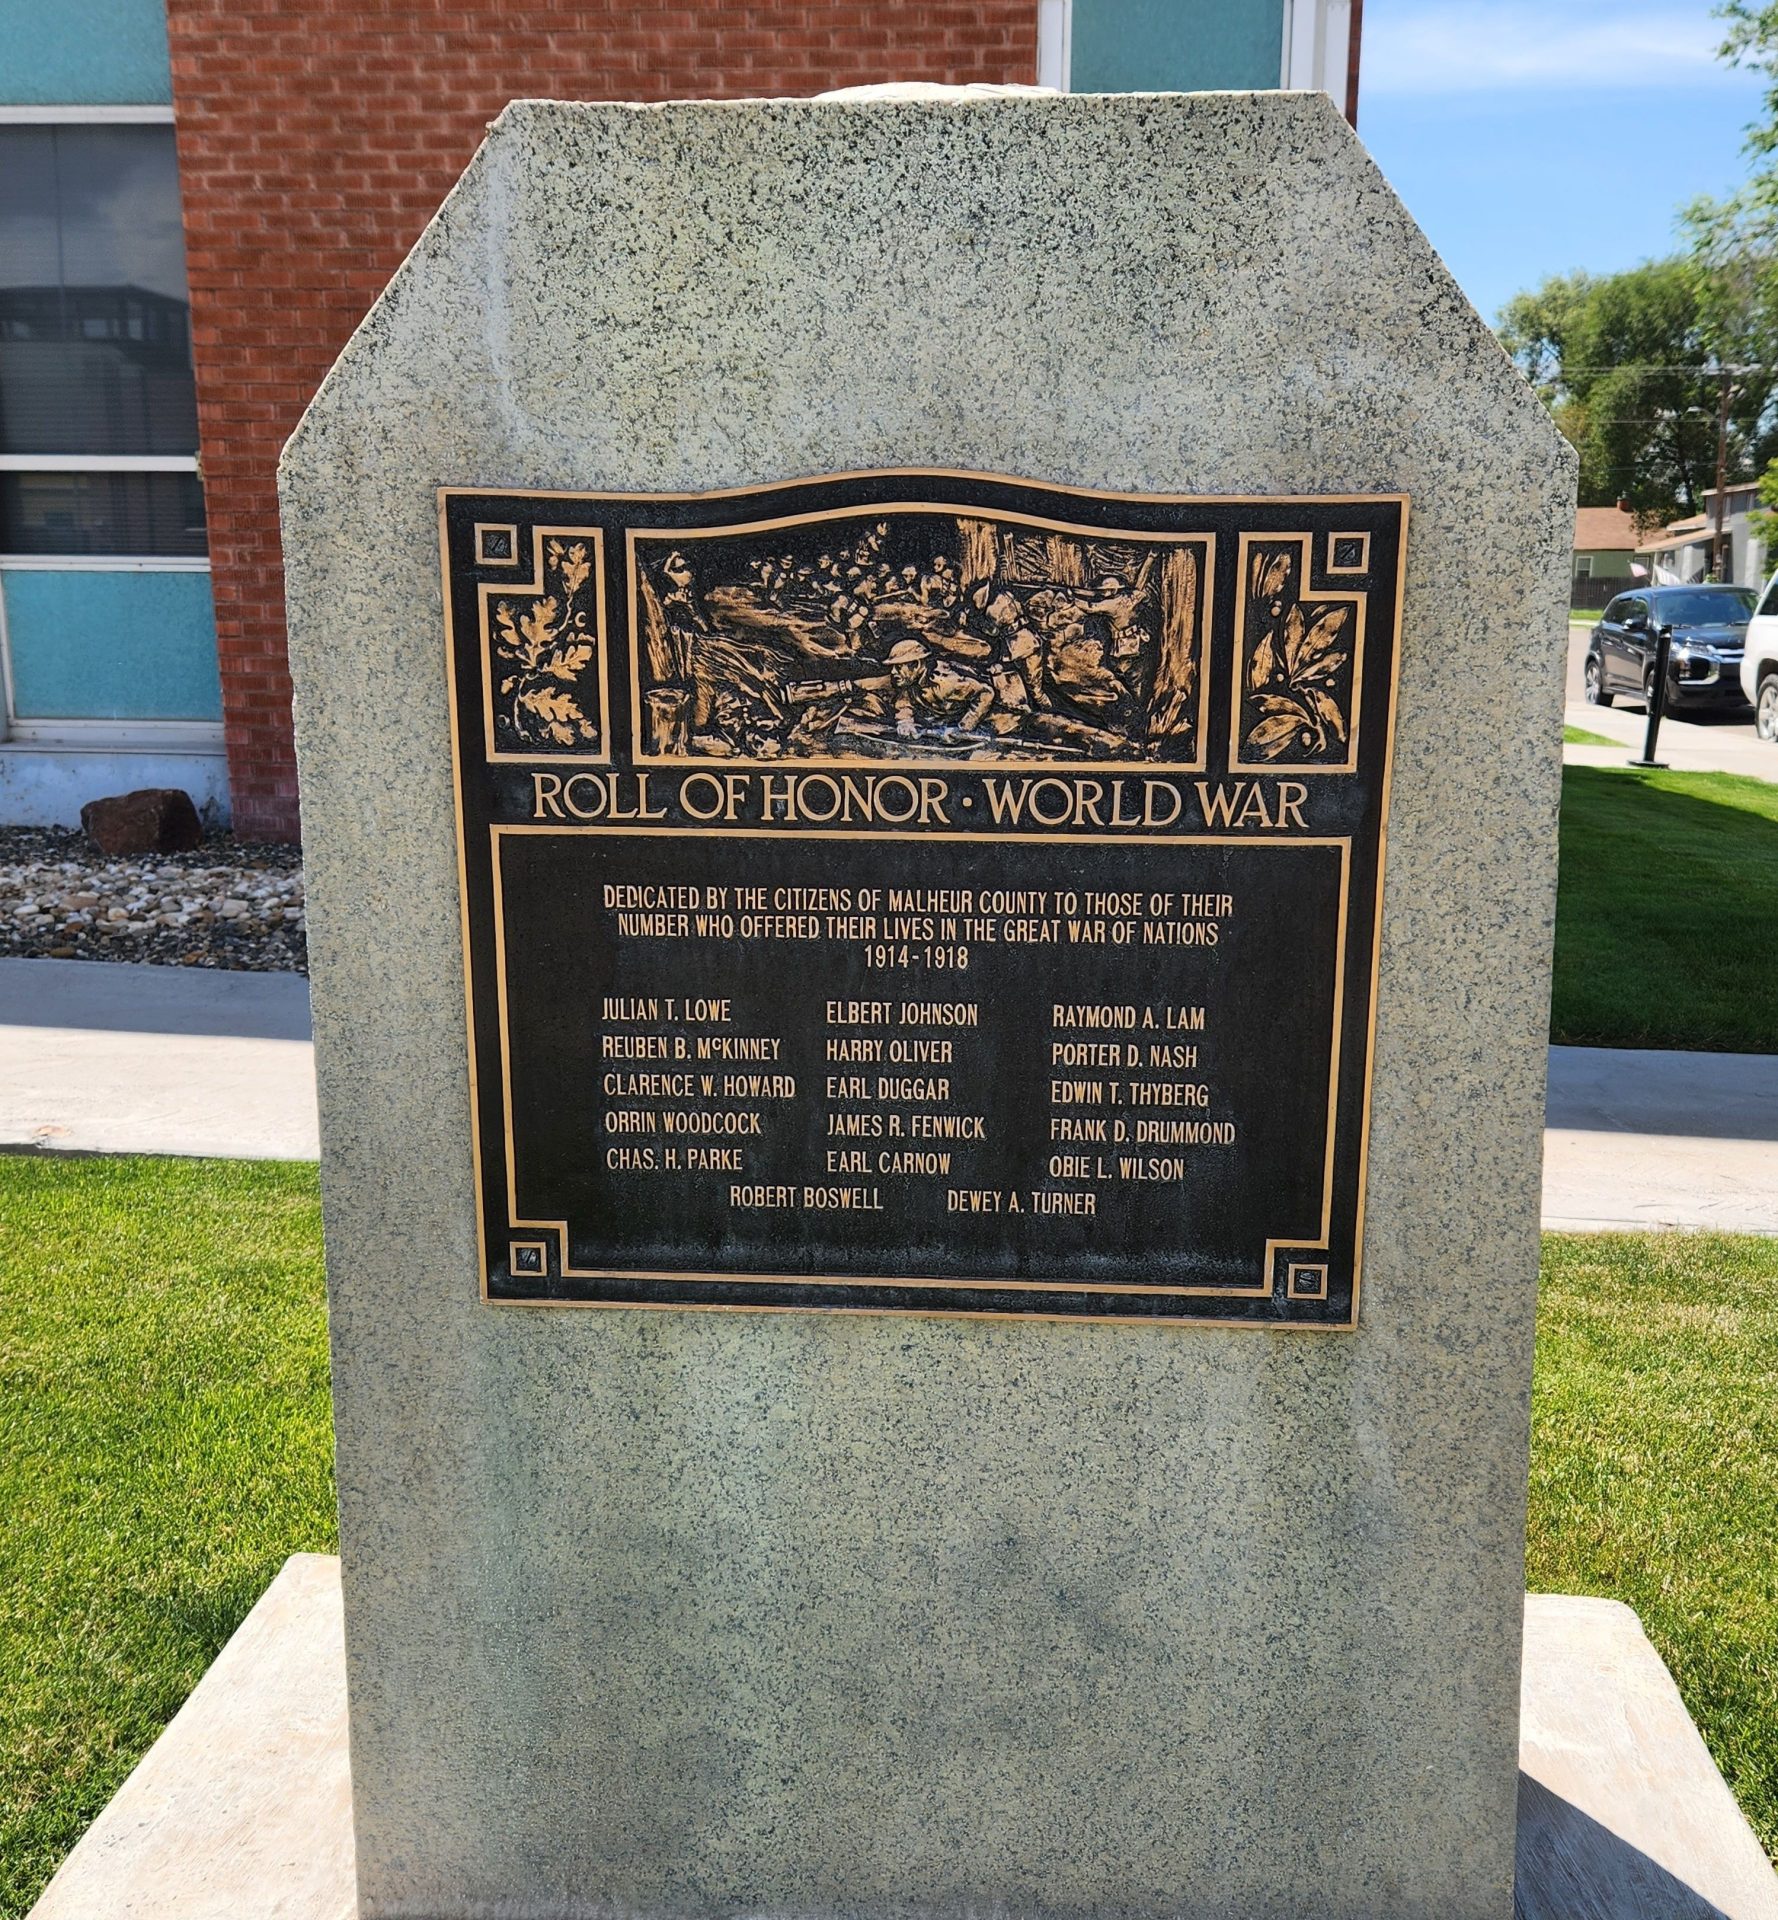 ROLL OF HONOR · WORLD WAR
DEDICATED BY THE CITIZENS OF MALHEUR COUNTY TO THOSE OF THEIR
NUMBER WHO OFFERED THEIR LIVES IN THE GREAT WAR OF NATIONS
1914-1918
JULIAN T. LOWE ELBERT JOHNSON RAYMOND A. LAM
REUBEN B. McKINNEY HARRY OLIVER PORTER D. NASH
CLARENCE W. HOWARD EARL DUGGAR EDWIN T. THYBERG
ORRIN WOODCOCK JAMES R. FENWICK FRANK D. DRUMMOND
CHAS. H. PARKE EARL CARNOW OBIE L. WILSON
ROBERT BOSWELL DEWEY A. TURNER